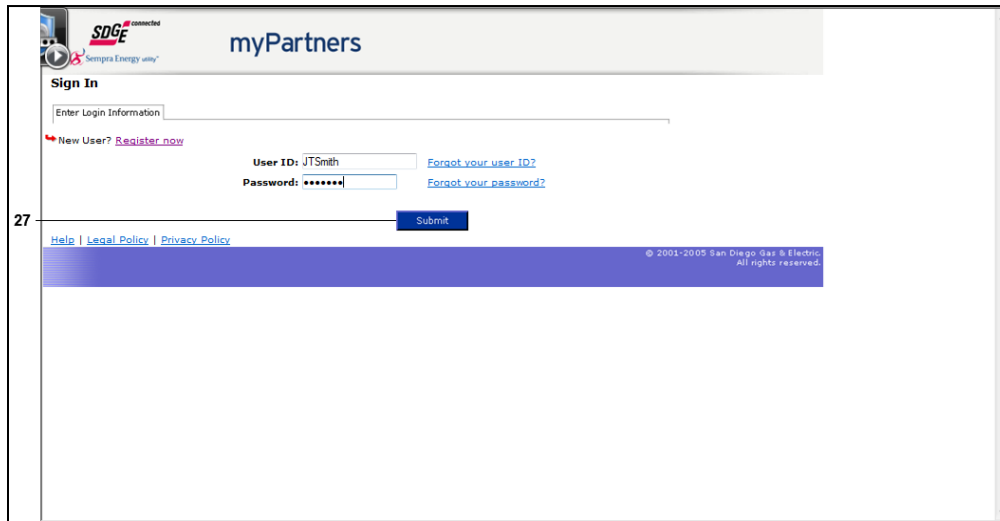 SDGE connected
Sempra Energy utility®
myPartners
Sign In
Enter Login Information
New User? Register now
User ID: JTSmith Forgot your user ID?
Password: ••••••• Forgot your password?
27 Submit
Help | Legal Policy | Privacy Policy
© 2001-2005 San Diego Gas & Electric.
All rights reserved.